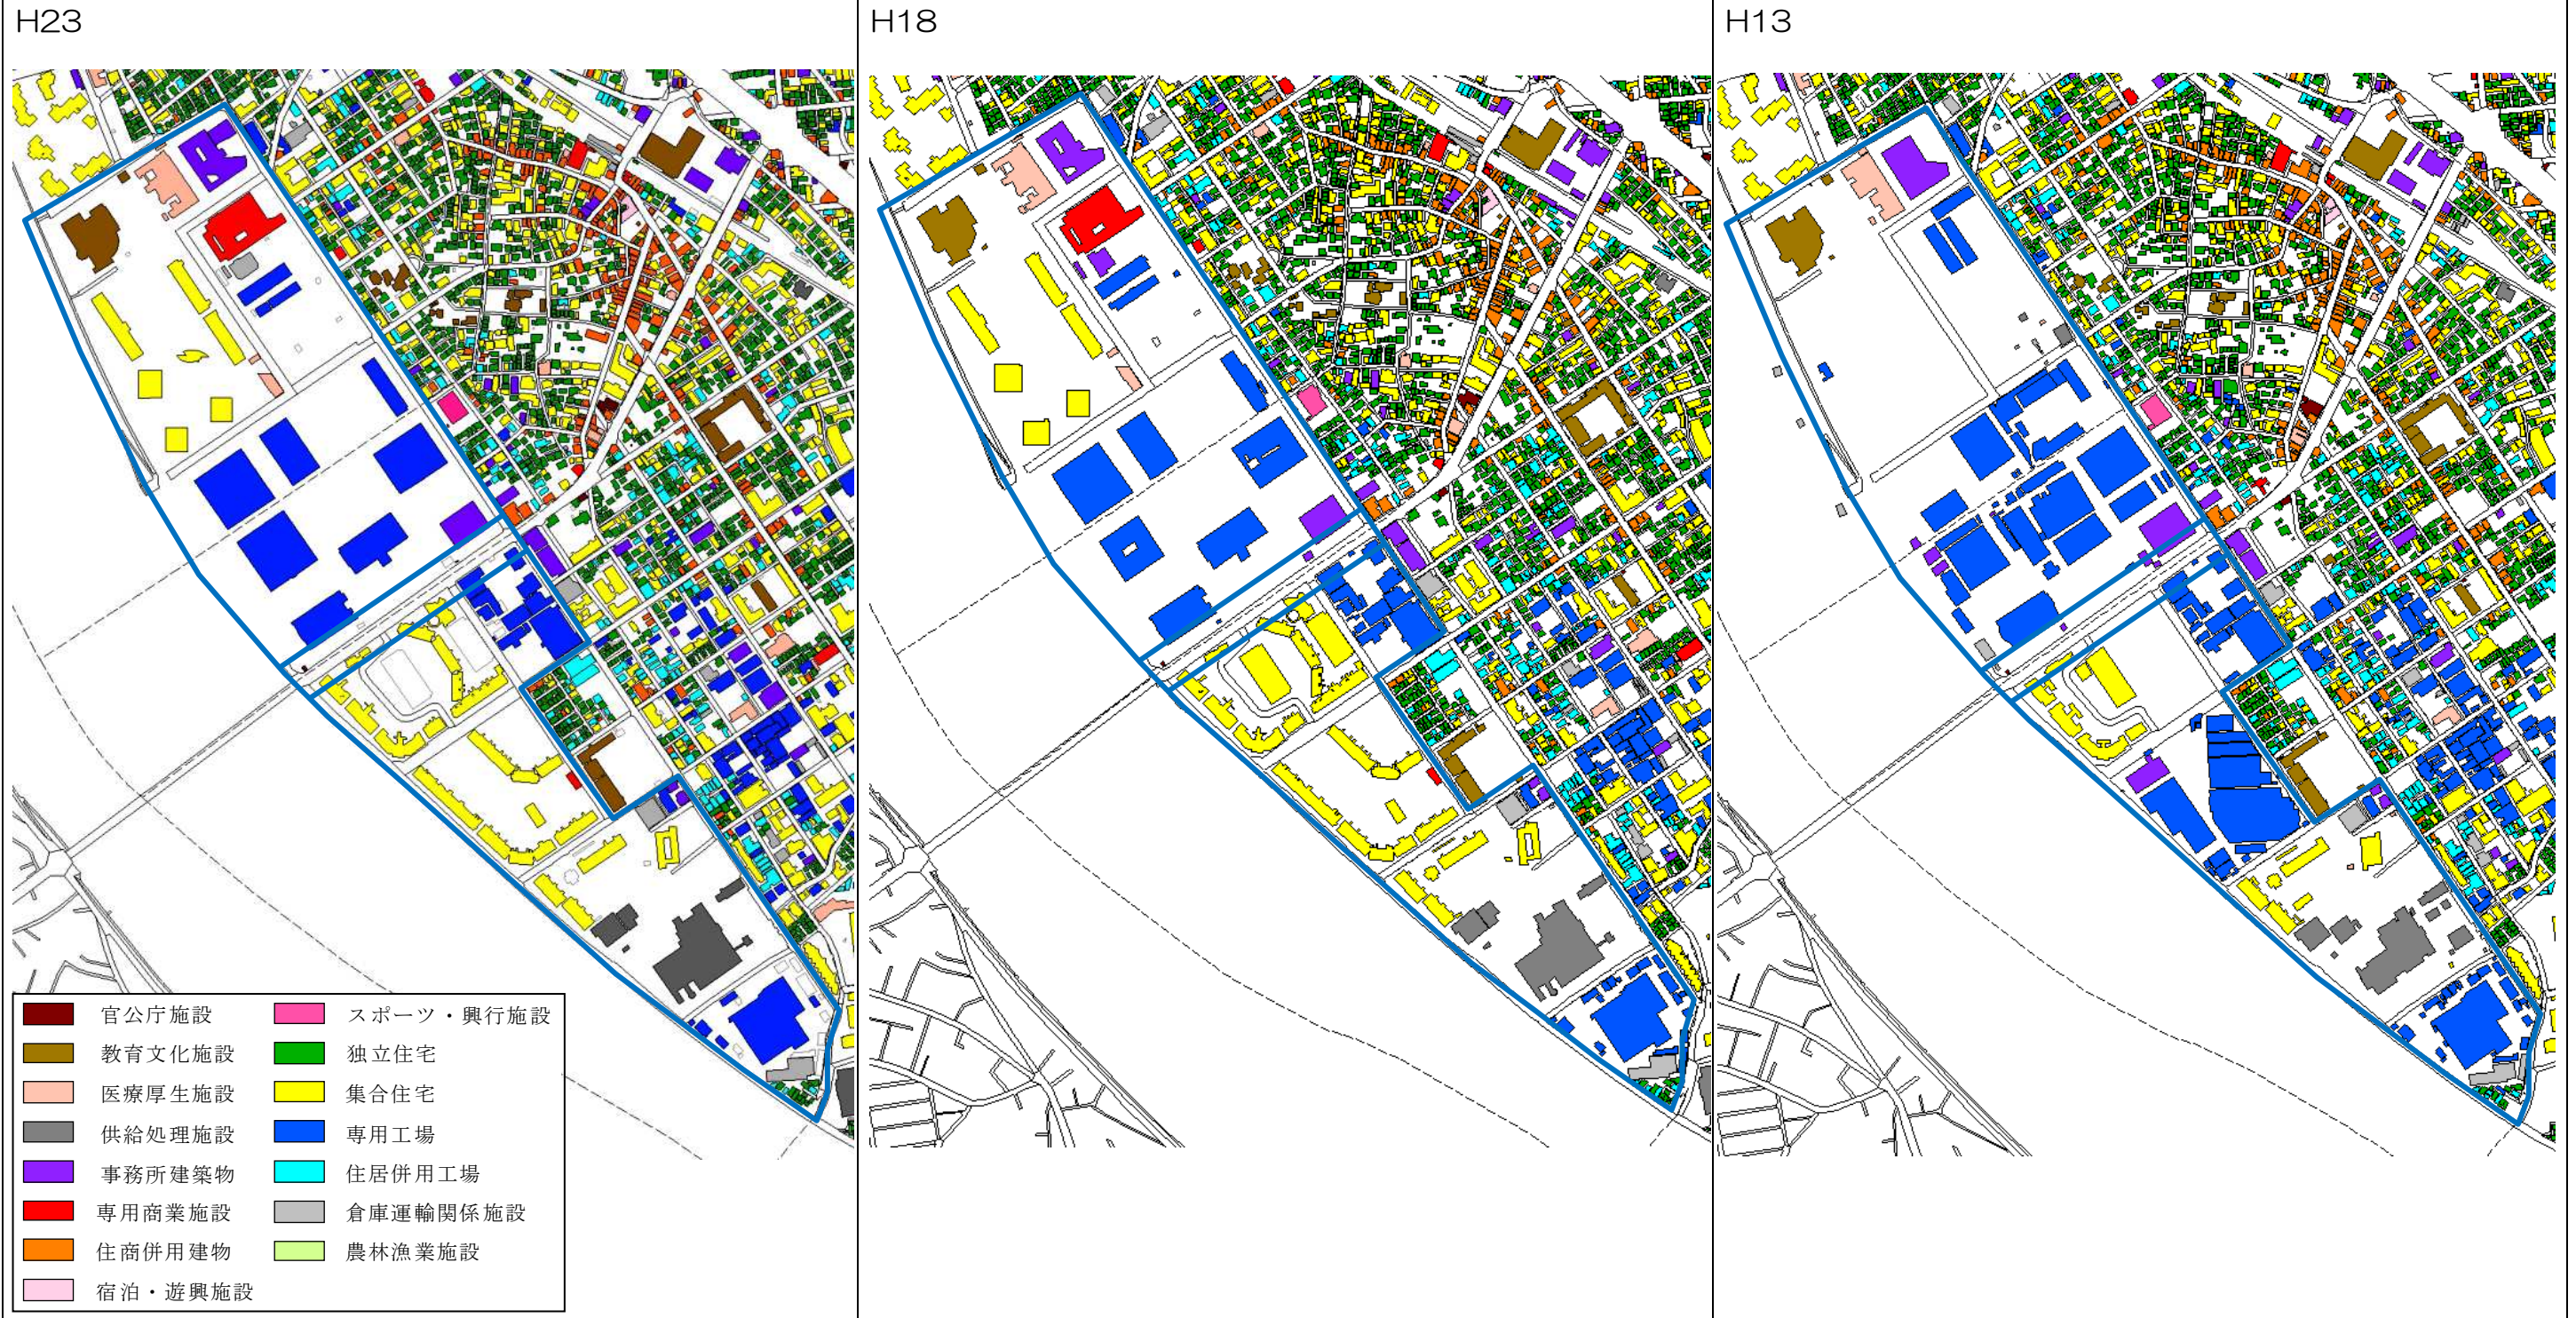 H23
H18
H13
官公庁施設
スポーツ・興行施設
教育文化施設
独立住宅
医療厚生施設
集合住宅
供給処理施設
専用工場
事務所建築物
住居併用工場
専用商業施設
倉庫運輸関係施設
住商併用建物
農林漁業施設
宿泊・遊興施設